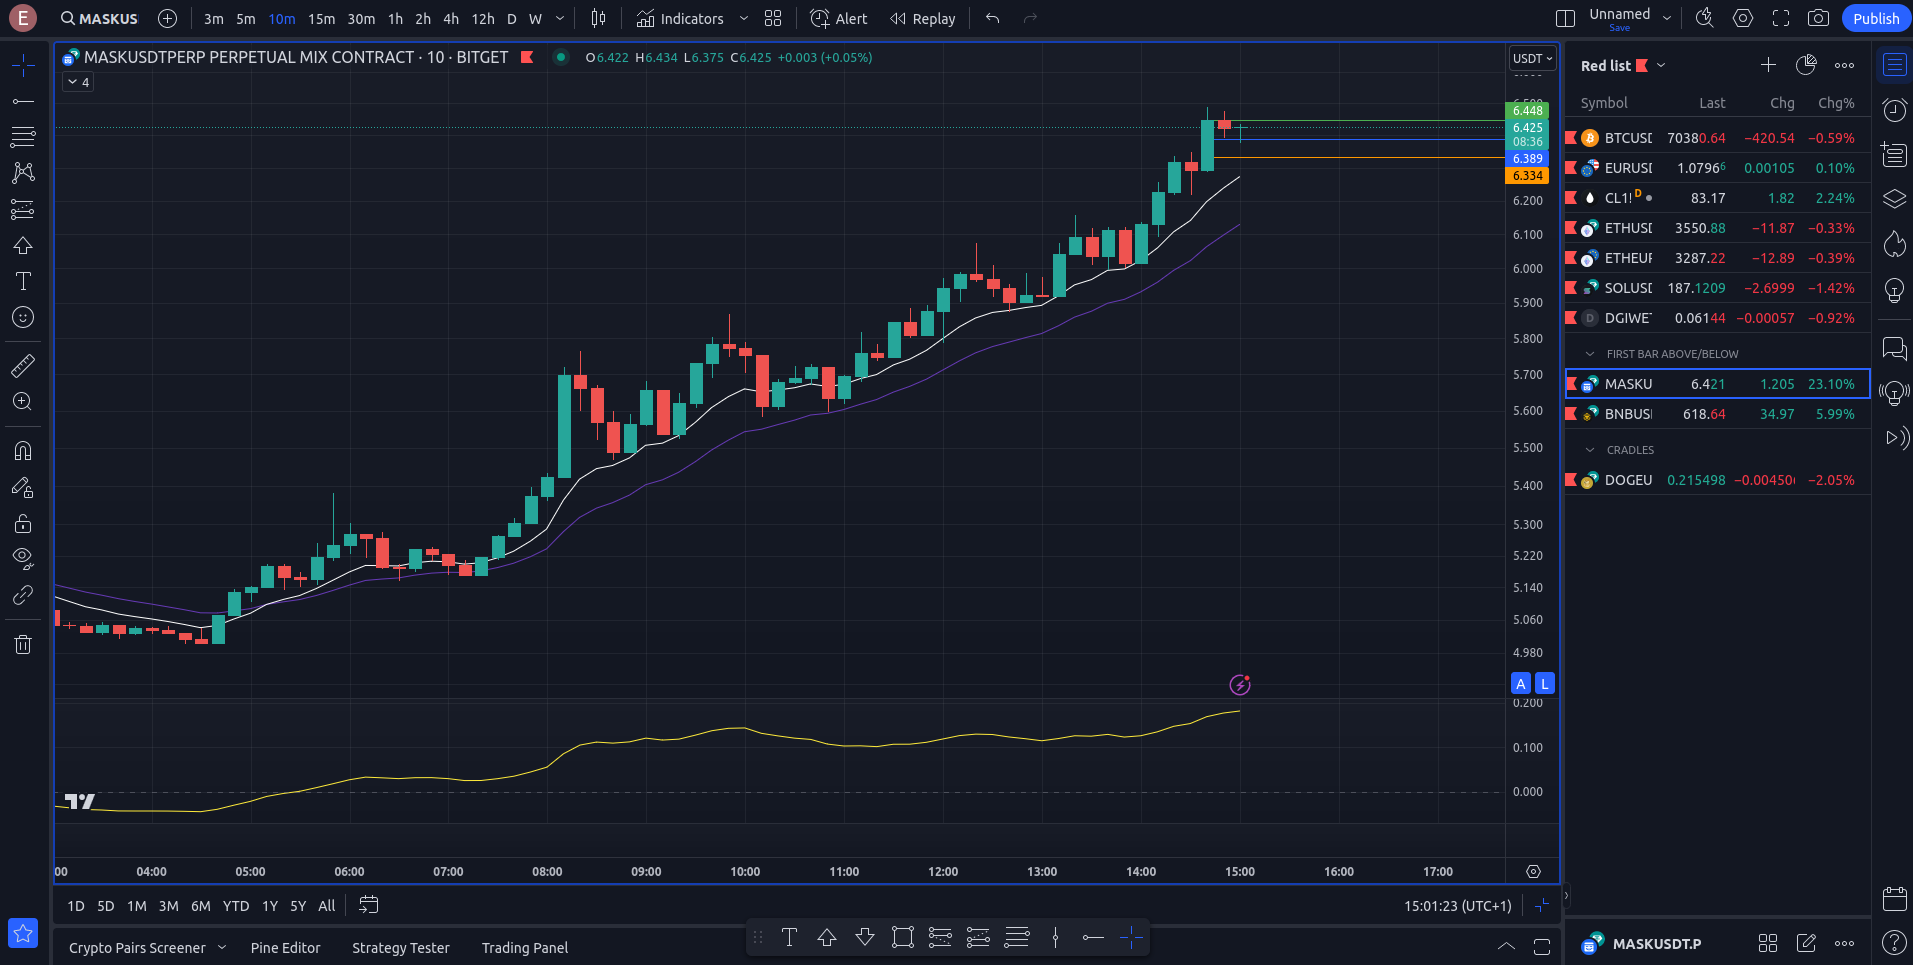 E MASKUS 3m 5m 10m 15m 30m 1h 2h 4h 12h D W Indicators Alert Replay Unnamed Save Publish
MASKUSDTPERP PERPETUAL MIX CONTRACT · 10 · BITGET O6.422 H6.434 L6.375 C6.425 +0.003 (+0.05%) USDT
4
6.448
6.425
08:36
6.389
6.334
6.200
6.100
6.000
5.900
5.800
5.700
5.600
5.500
5.400
5.300
5.220
5.140
5.060
4.980
A L
0.200
0.100
0.000
00 04:00 05:00 06:00 07:00 08:00 09:00 10:00 11:00 12:00 13:00 14:00 15:00 16:00 17:00
1D 5D 1M 3M 6M YTD 1Y 5Y All 15:01:23 (UTC+1)
Crypto Pairs Screener Pine Editor Strategy Tester Trading Panel
Red list
Symbol Last Chg Chg%
BTCUSD 70380.64 −420.54 −0.59%
EURUSD 1.07966 0.00105 0.10%
CL1! D 83.17 1.82 2.24%
ETHUSD 3550.88 −11.87 −0.33%
ETHEUR 3287.22 −12.89 −0.39%
SOLUSD 187.1209 −2.6999 −1.42%
D DGIWE 0.06144 −0.00057 −0.92%
FIRST BAR ABOVE/BELOW
MASKU 6.421 1.205 23.10%
BNBUS 618.64 34.97 5.99%
CRADLES
DOGEU 0.215498 −0.00450 −2.05%
MASKUSDT.P